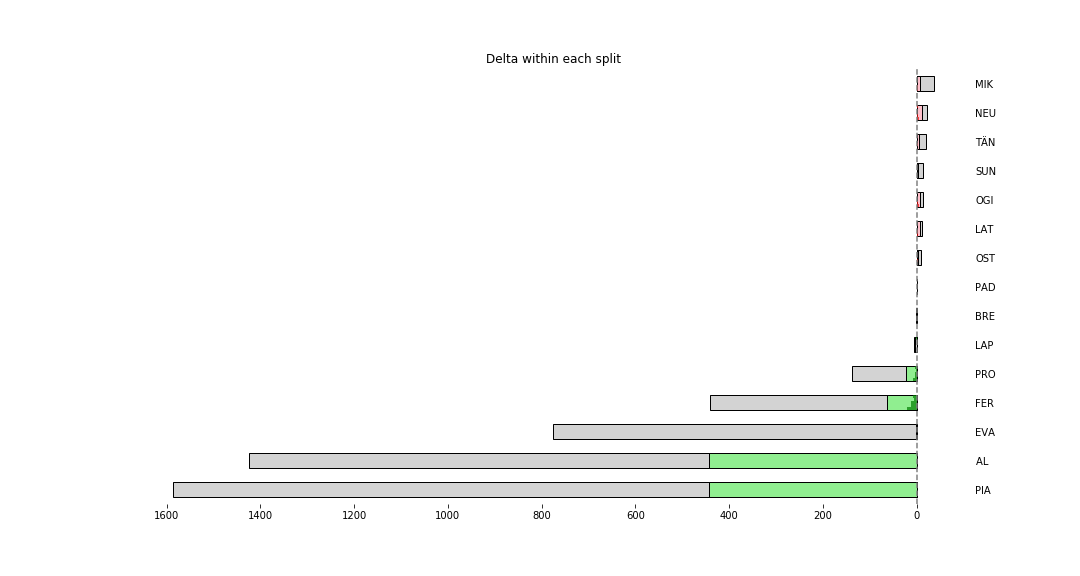 Delta within each split
MIK
NEU
TÄN
SUN
OGI
LAT
OST
PAD
BRE
LAP
PRO
FER
EVA
AL
PIA
1600 1400 1200 1000 800 600 400 200 0